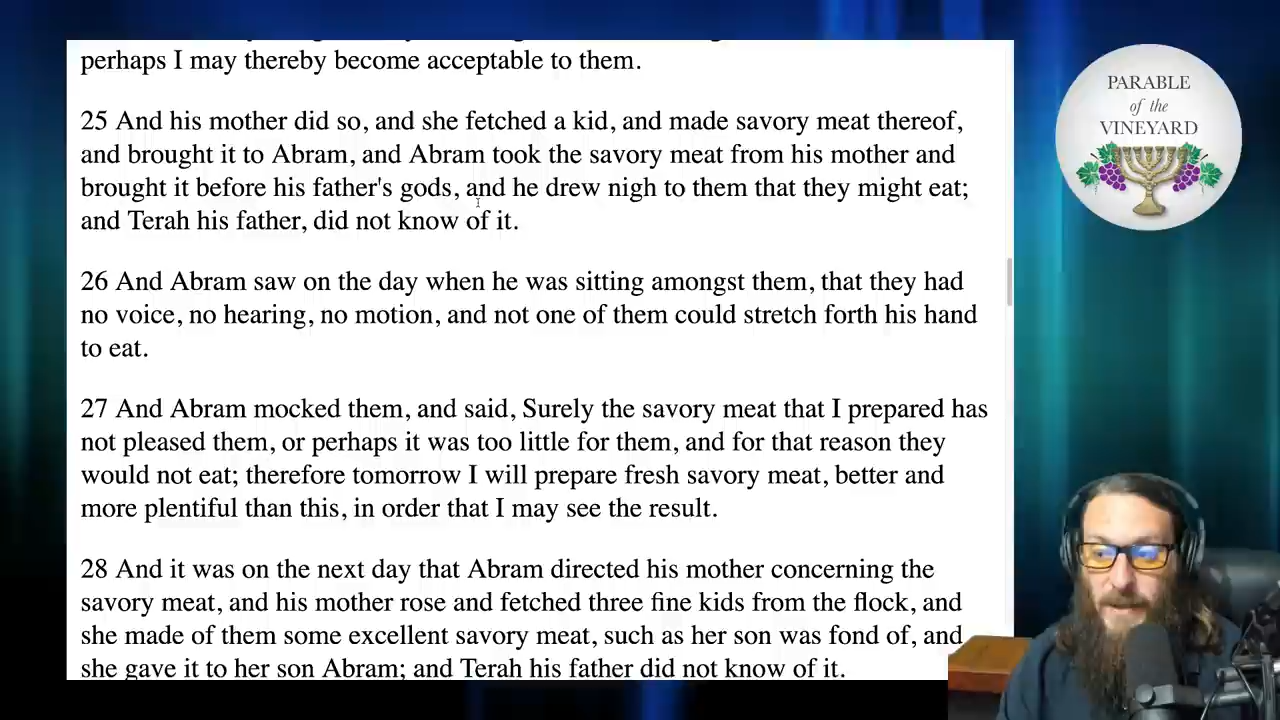 perhaps I may thereby become acceptable to them.
25 And his mother did so, and she fetched a kid, and made savory meat thereof,
and brought it to Abram, and Abram took the savory meat from his mother and
brought it before his father's gods, and he drew nigh to them that they might eat;
and Terah his father, did not know of it.
26 And Abram saw on the day when he was sitting amongst them, that they had
no voice, no hearing, no motion, and not one of them could stretch forth his hand
to eat.
27 And Abram mocked them, and said, Surely the savory meat that I prepared has
not pleased them, or perhaps it was too little for them, and for that reason they
would not eat; therefore tomorrow I will prepare fresh savory meat, better and
more plentiful than this, in order that I may see the result.
28 And it was on the next day that Abram directed his mother concerning the
savory meat, and his mother rose and fetched three fine kids from the flock, and
she made of them some excellent savory meat, such as her son was fond of, and
she gave it to her son Abram; and Terah his father did not know of it.
PARABLE
of the
VINEYARD